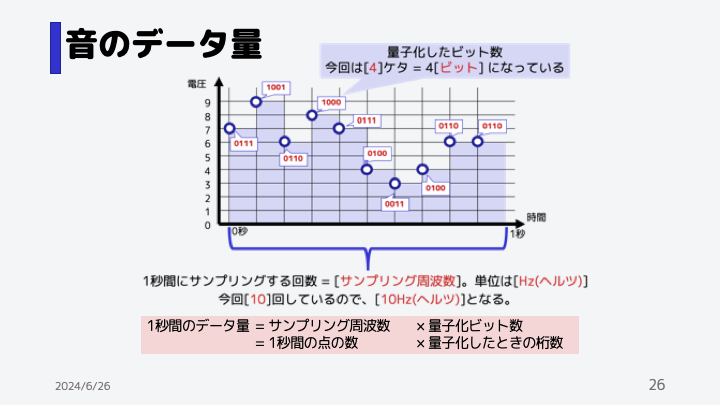 音のデータ量
量子化したビット数
今回は[4]ケタ = 4[ビット] になっている
電圧
9
8
7
6
5
4
3
2
1
0
1001
1000
0111
0111
0110
0110
0110
0100
0100
0011
0秒
時間
1秒
1秒間にサンプリングする回数 = [サンプリング周波数]。単位は[Hz(ヘルツ)]
今回[10]回しているので、[10Hz(ヘルツ)]となる。
1秒間のデータ量 = サンプリング周波数 ×量子化ビット数
= 1秒間の点の数 ×量子化したときの桁数
2024/6/26
26